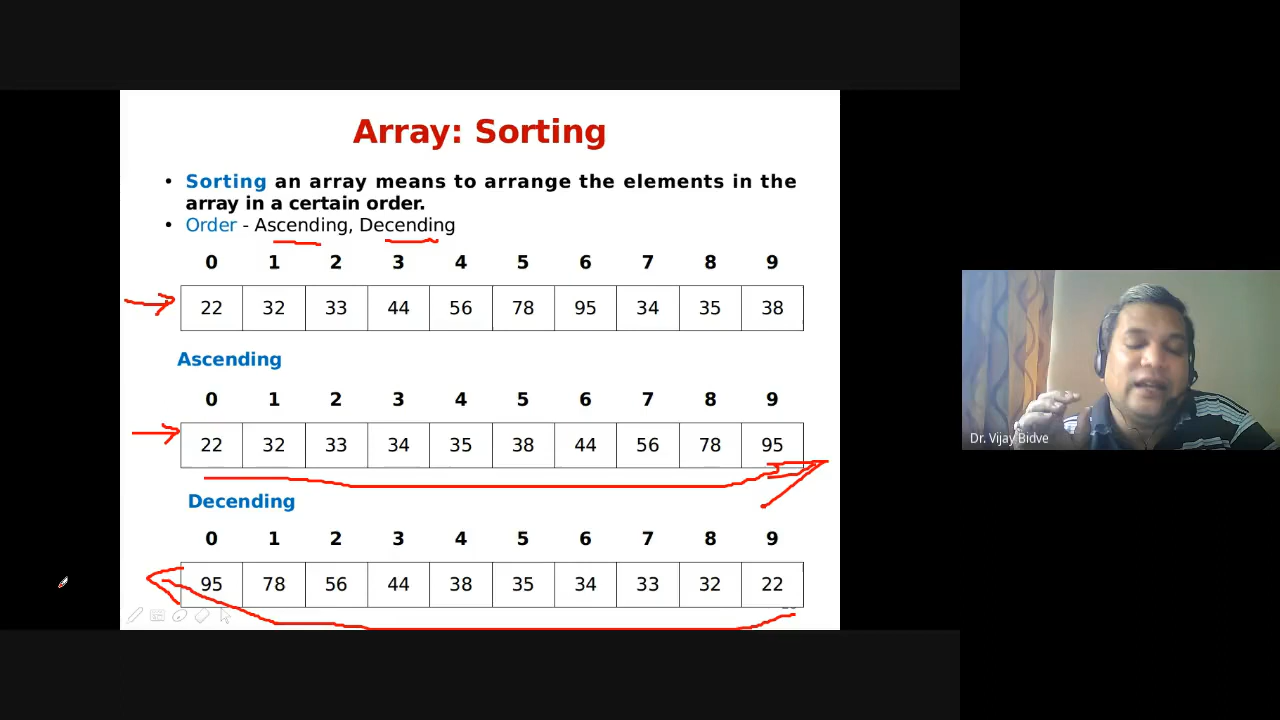 Array: Sorting
• Sorting an array means to arrange the elements in the
array in a certain order.
• Order - Ascending, Decending
0 1 2 3 4 5 6 7 8 9
22 32 33 44 56 78 95 34 35 38
Ascending
0 1 2 3 4 5 6 7 8 9
22 32 33 34 35 38 44 56 78 95
Decending
0 1 2 3 4 5 6 7 8 9
95 78 56 44 38 35 34 33 32 22
Dr. Vijay Bidve